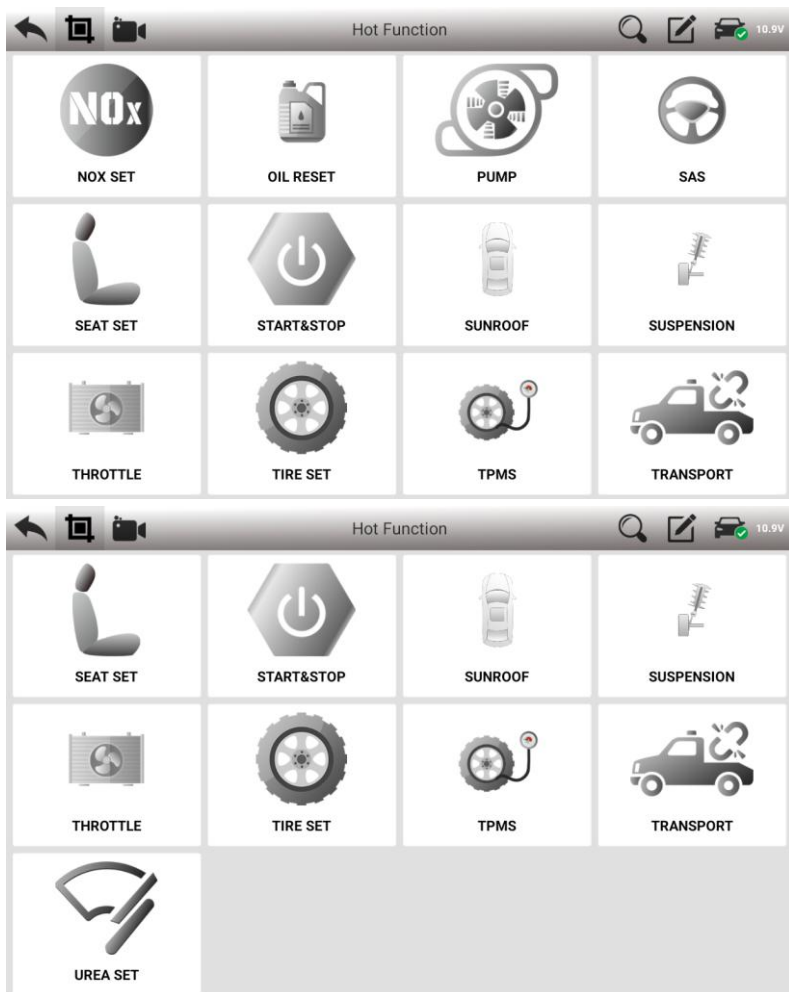 Hot Function
10.9V
NOx
NOX SET
OIL RESET
PUMP
SAS
SEAT SET
START&STOP
SUNROOF
SUSPENSION
THROTTLE
TIRE SET
TPMS
TRANSPORT
Hot Function
10.9V
SEAT SET
START&STOP
SUNROOF
SUSPENSION
THROTTLE
TIRE SET
TPMS
TRANSPORT
UREA SET